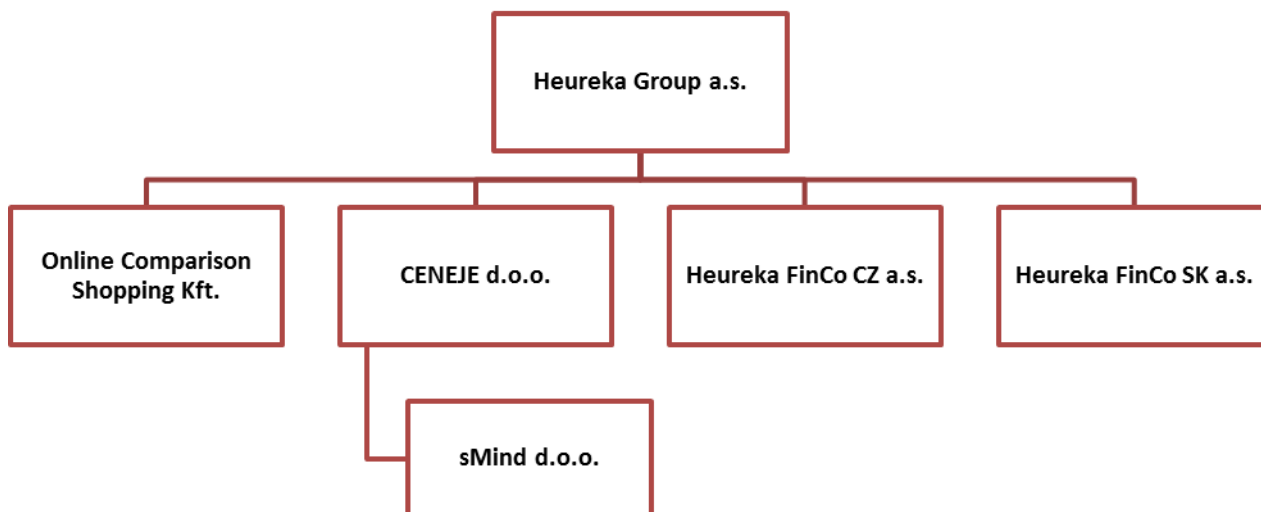 Heureka Group a.s.
Online Comparison
Shopping Kft.
CENEJE d.o.o.
Heureka FinCo CZ a.s.
Heureka FinCo SK a.s.
sMind d.o.o.